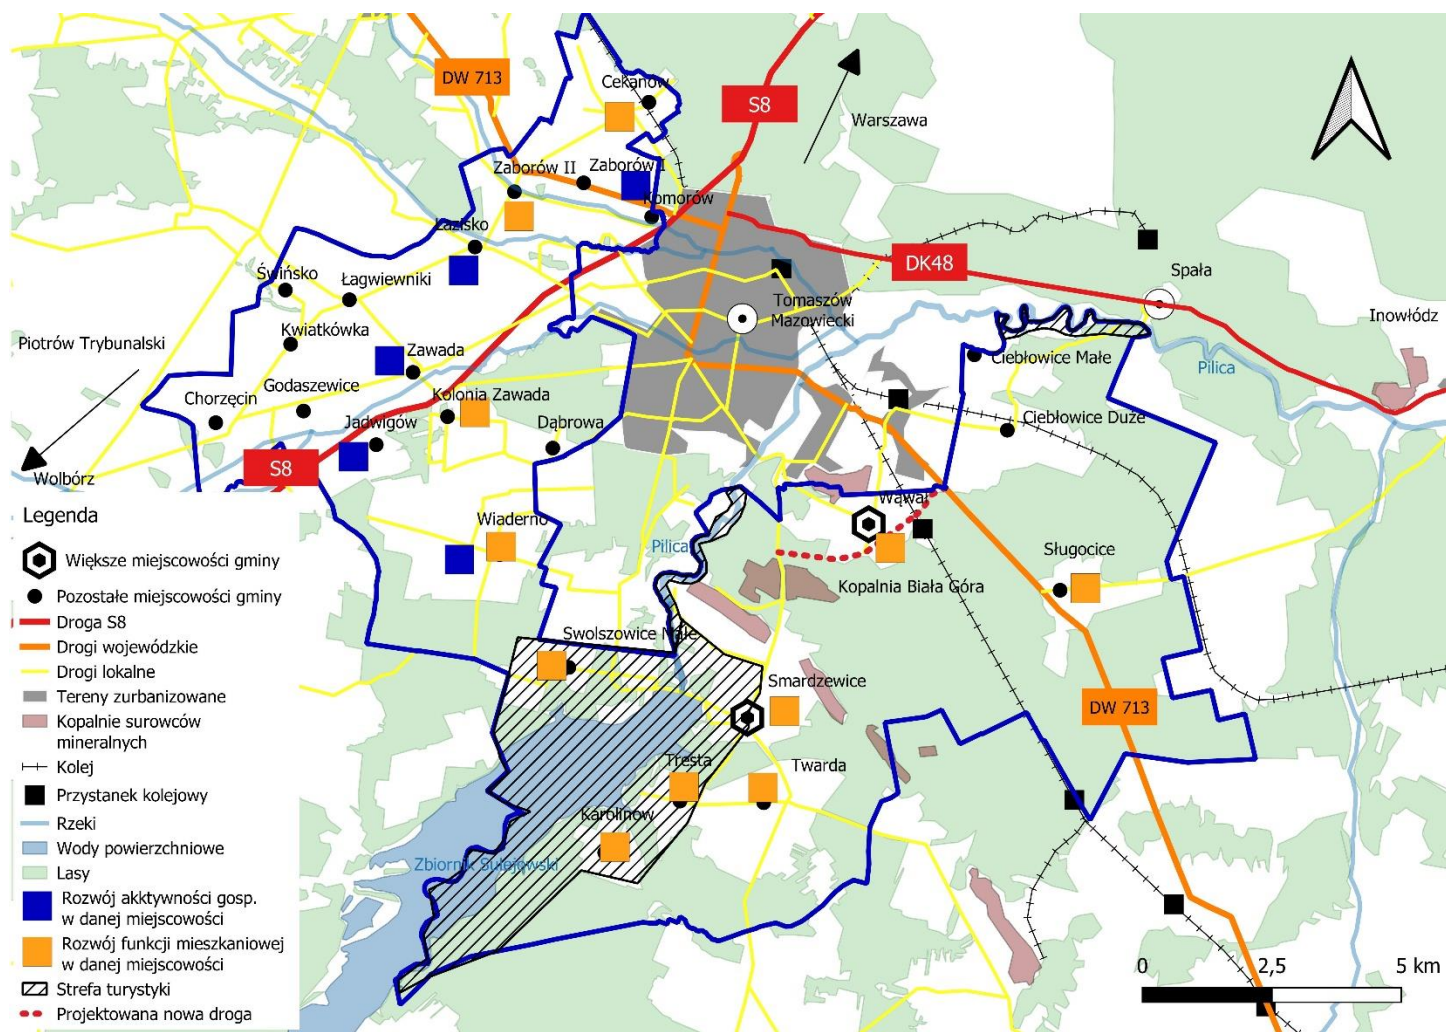 Cekanów
DW 713
S8
Warszawa
Zaborów II
Zaborów I
Komorów
Łazisko
DK48
Spała
Świńsko
Łagwiewniki
Tomaszów
Mazowiecki
Inowłódz
Kwiatkówka
Piotrów Trybunalski
Zawada
Ciebłowice Małe
Pilica
Godaszewice
Chorzęcin
Kolonia Zawada
Jadwigów
Dąbrowa
Ciebłowice Duże
S8
Wolbórz
Legenda
Większe miejscowości gminy
Pozostałe miejscowości gminy
Droga S8
Drogi wojewódzkie
Drogi lokalne
Tereny zurbanizowane
Kopalnie surowców
mineralnych
Kolej
Przystanek kolejowy
Rzeki
Wody powierzchniowe
Lasy
Rozwój akktywności gosp.
w danej miejscowości
Rozwój funkcji mieszkaniowej
w danej miejscowości
Strefa turystyki
Projektowana nowa droga
Wąwał
Wiaderno
Pilica
Sługocice
Kopalnia Biała Góra
Swolszowice Małe
Smardzewice
DW 713
Tresta
Twarda
Karolinów
Zbiornik Sulejowski
0
2,5
5 km